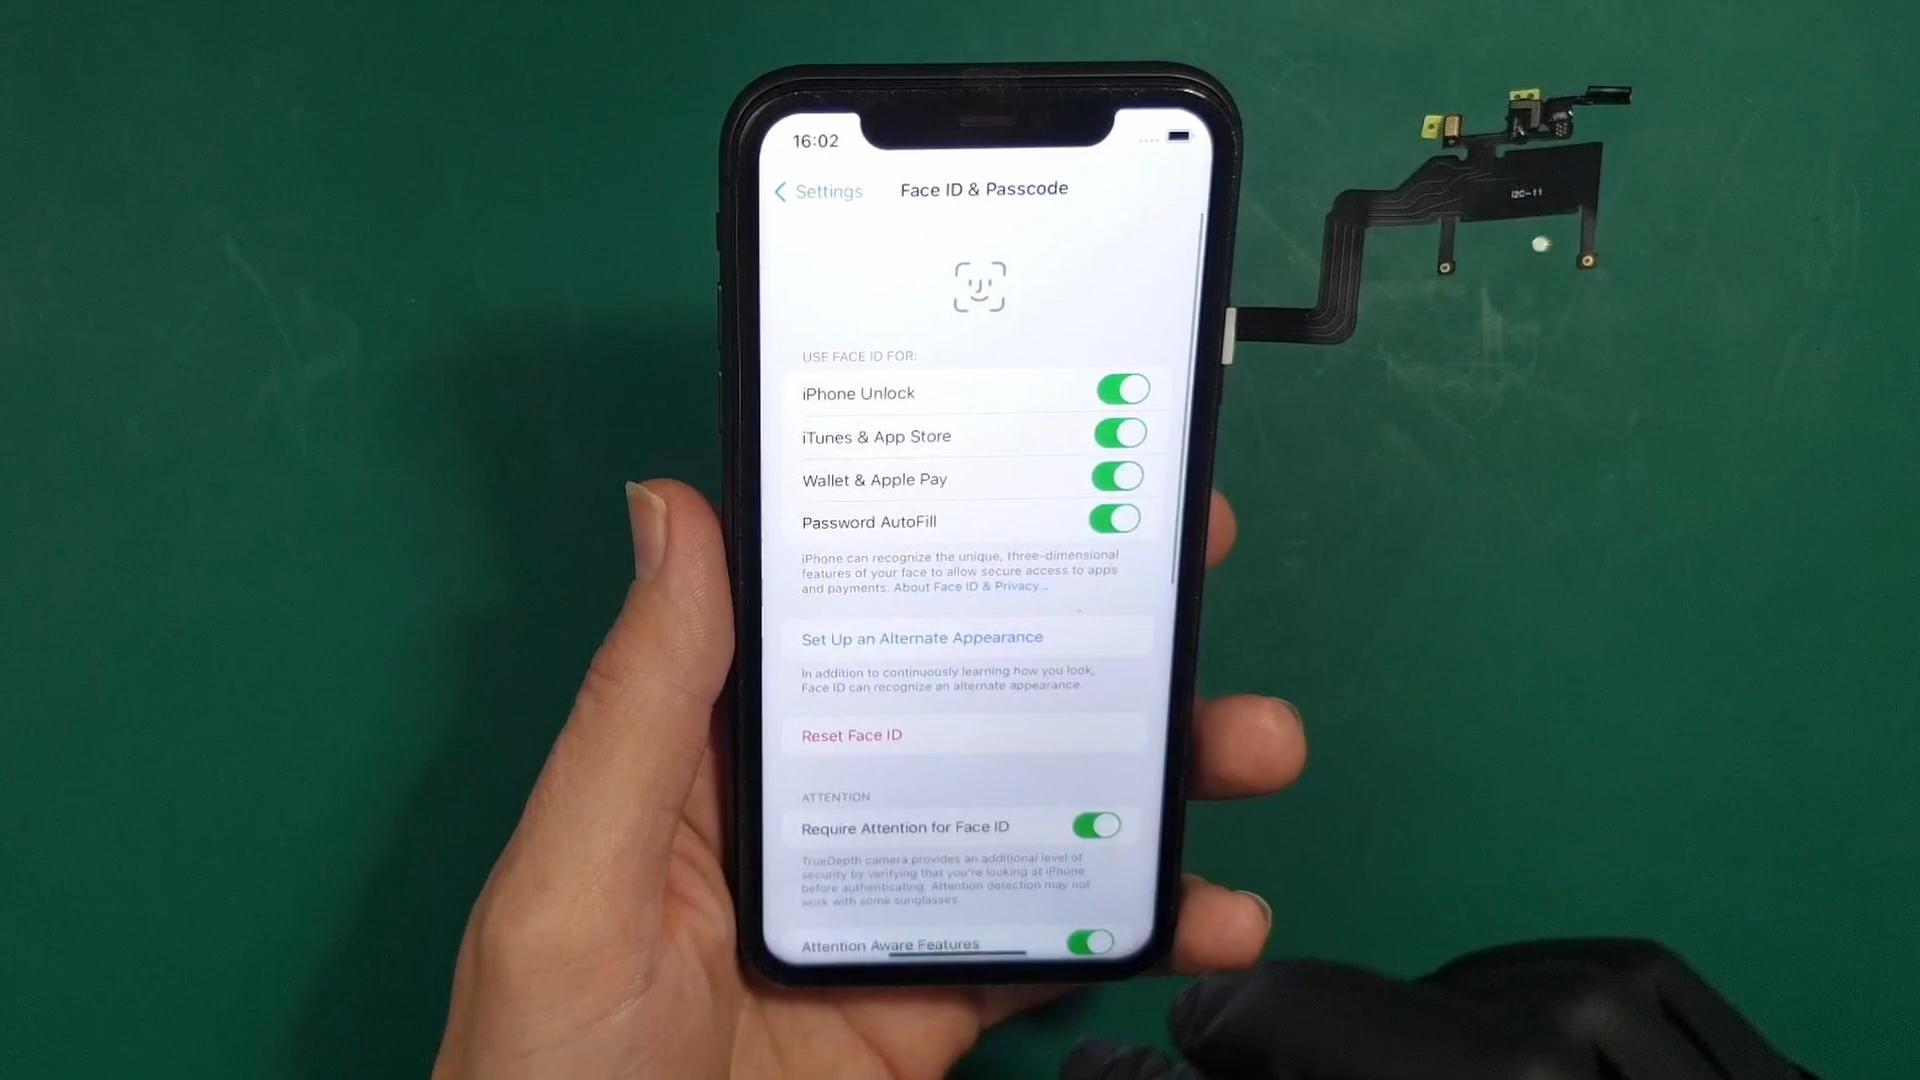 16:02
Settings
Face ID & Passcode
USE FACE ID FOR:
iPhone Unlock
iTunes & App Store
Wallet & Apple Pay
Password AutoFill
iPhone can recognize the unique, three-dimensional
features of your face to allow secure access to apps
and payments. About Face ID & Privacy...
Set Up an Alternate Appearance
In addition to continuously learning how you look,
Face ID can recognize an alternate appearance.
Reset Face ID
ATTENTION
Require Attention for Face ID
TrueDepth camera provides an additional level of
security by verifying that you're looking at iPhone
before authenticating. Attention detection may not
work with some sunglasses.
Attention Aware Features
I2C-11